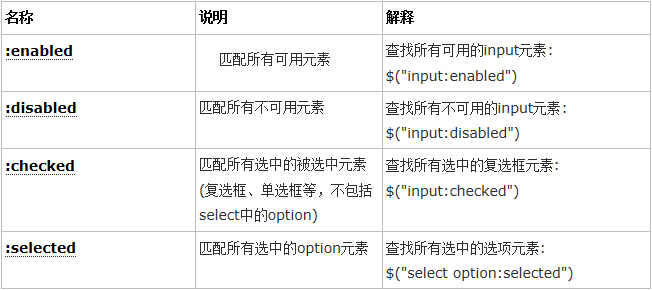 名称 说明 解释
:enabled 匹配所有可用元素 查找所有可用的input元素:
$("input:enabled")
:disabled 匹配所有不可用元素 查找所有不可用的input元素:
$("input:disabled")
:checked 匹配所有选中的被选中元素 查找所有选中的复选框元素:
(复选框、单选框等，不包括 $("input:checked")
select中的option)
:selected 匹配所有选中的option元素 查找所有选中的选项元素:
$("select option:selected")